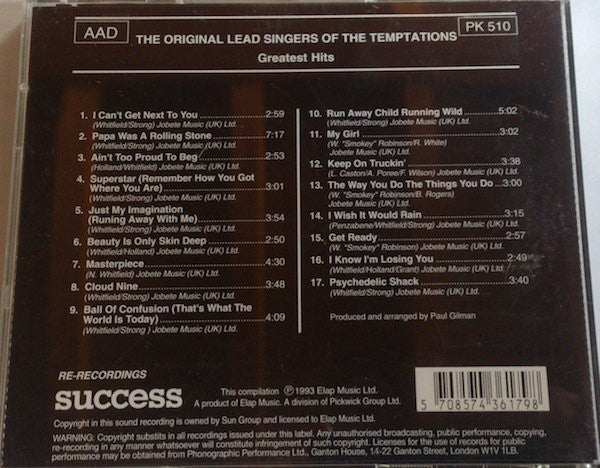 AAD
THE ORIGINAL LEAD SINGERS OF THE TEMPTATIONS
PK 510
Greatest Hits
1. I Can't Get Next To You 2:59
(Whitfield/Strong) Jobete Music (UK) Ltd.
2. Papa Was A Rolling Stone 7:17
(Whitfield/Strong) Jobete Music (UK) Ltd.
3. Ain't Too Proud To Beg 2:53
(Holland/Whitfield) Jobete Music (UK) Ltd.
4. Superstar (Remember How You Got
Where You Are) 3:01
(Whitfield/Strong) Jobete Music (UK) Ltd.
5. Just My Imagination
(Runing Away With Me) 3:54
(Whitfield/Strong) Jobete Music (UK) Ltd.
6. Beauty Is Only Skin Deep 2:50
(Whitfield/Holland) Jobete Music (UK) Ltd.
7. Masterpiece 4:30
(N. Whitfield) Jobete Music (UK) Ltd.
8. Cloud Nine 3:48
(Whitfield/Strong) Jobete Music (UK) Ltd.
9. Ball Of Confusion (That's What The
World Is Today) 4:09
(Whitfield/Strong ) Jobete Music (UK) Ltd.
10. Run Away Child Running Wild 5:02
(Whitfield/Strong) Jobete Music (UK) Ltd.
11. My Girl 3:02
(W. "Smokey" Robinson/R. White)
Jobete Music (UK) Ltd.
12. Keep On Truckin' 3:38
(L. Caston/A. Poree/F. Wilson) Jobete Music (UK) Ltd.
13. The Way You Do The Things You Do 3:00
(W. "Smokey" Robinson/B. Rogers)
Jobete Music (UK) Ltd.
14. I Wish It Would Rain 3:15
(Penzabene/Whitfield/Strong) Jobete Music (UK) Ltd.
15. Get Ready 2:57
(W. "Smokey" Robinson) Jobete Music (UK) Ltd.
16. I Know I'm Losing You 2:49
(Whitfield/Holland/Grant) Jobete Music (UK) Ltd.
17. Psychedelic Shack 3:40
(Whitfield/Strong) Jobete Music (UK) Ltd.
Produced and arranged by Paul Gilman
RE-RECORDINGS
success
This compilation Ⓟ1993 Elap Music Ltd.
A product of Elap Music. A division of Pickwick Group Ltd.
5 708574 361798
Copyright in this sound recording is owned by Sun Group and licensed to Elap Music Ltd.
WARNING: Copyright substits in all recordings issued under this label. Any unauthorised broadcasting, public performing, copying,
re-recording in any manner whatsoever will constitute infringement of such copyright. Licenses for the use of records for public
performance may be obtained from Phonographic Performance Ltd., Ganton House, 14-22 Ganton Street, London W1V 1LB.